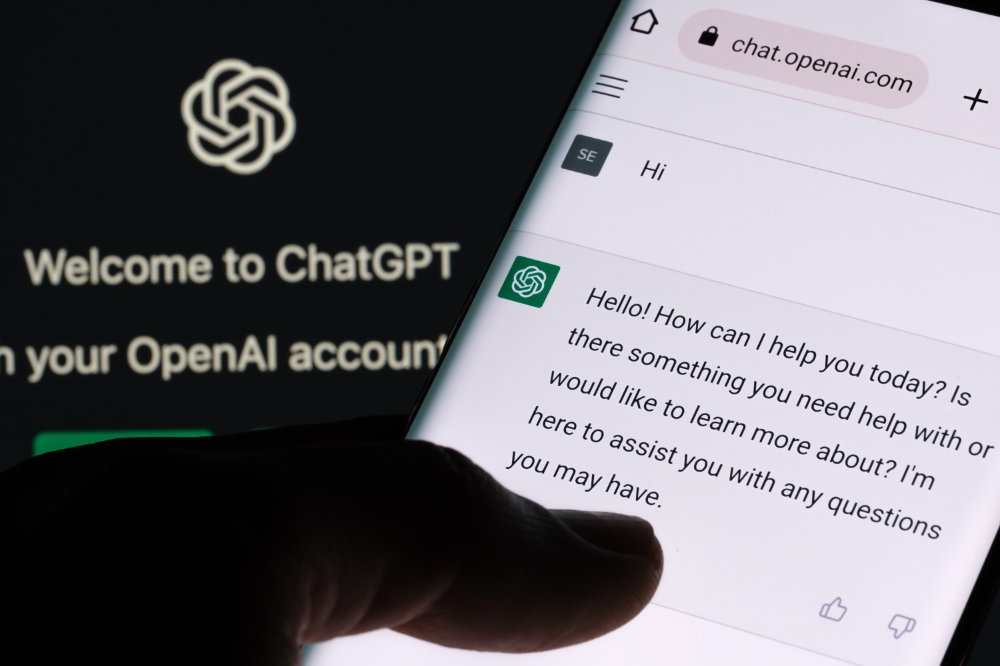 Welcome to ChatGPT
your OpenAI account
chat.openai.com
SE
Hi
Hello! How can I help you today? Is
there something you need help with or
would like to learn more about? I'm
here to assist you with any questions
you may have.